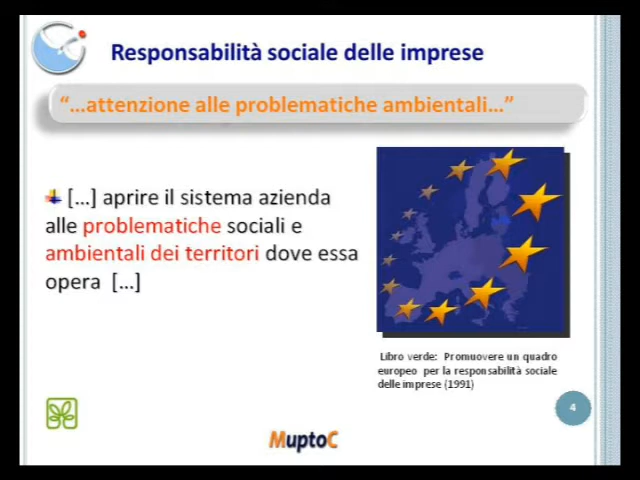 Responsabilità sociale delle imprese
“…attenzione alle problematiche ambientali…”
[…] aprire il sistema azienda
alle problematiche sociali e
ambientali dei territori dove essa
opera […]
Libro verde: Promuovere un quadro
europeo per la responsabilità sociale
delle imprese (1991)
4
MuptoC